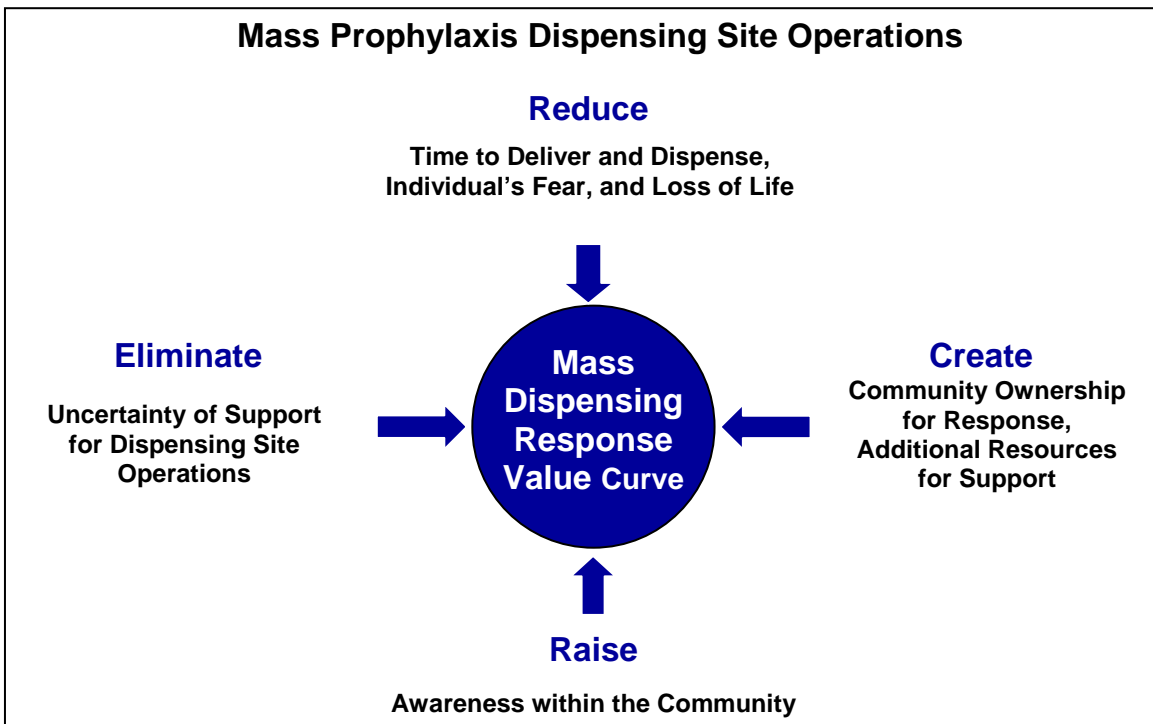 Mass Prophylaxis Dispensing Site Operations
Reduce
Time to Deliver and Dispense,
Individual’s Fear, and Loss of Life
Eliminate
Uncertainty of Support
for Dispensing Site
Operations
Mass
Dispensing
Response
Value Curve
Create
Community Ownership
for Response,
Additional Resources
for Support
Raise
Awareness within the Community